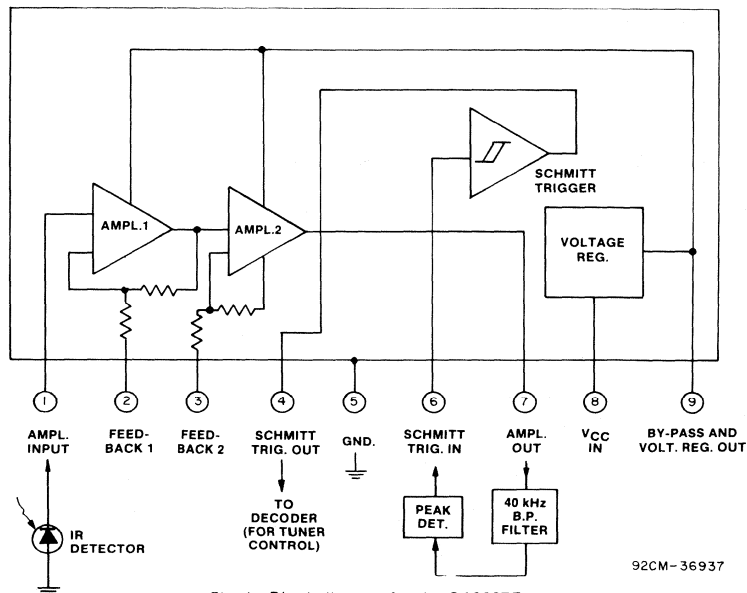 SCHMITT
TRIGGER
AMPL.1
AMPL.2
VOLTAGE
REG.
1
2
3
4
5
6
7
8
9
AMPL.
INPUT
FEED-
BACK 1
FEED-
BACK 2
SCHMITT
TRIG. OUT
GND.
SCHMITT
TRIG. IN
AMPL.
OUT
VCC
IN
BY-PASS AND
VOLT. REG. OUT
IR
DETECTOR
TO
DECODER
(FOR TUNER
CONTROL)
PEAK
DET.
40 kHz
B.P.
FILTER
92CM-36937